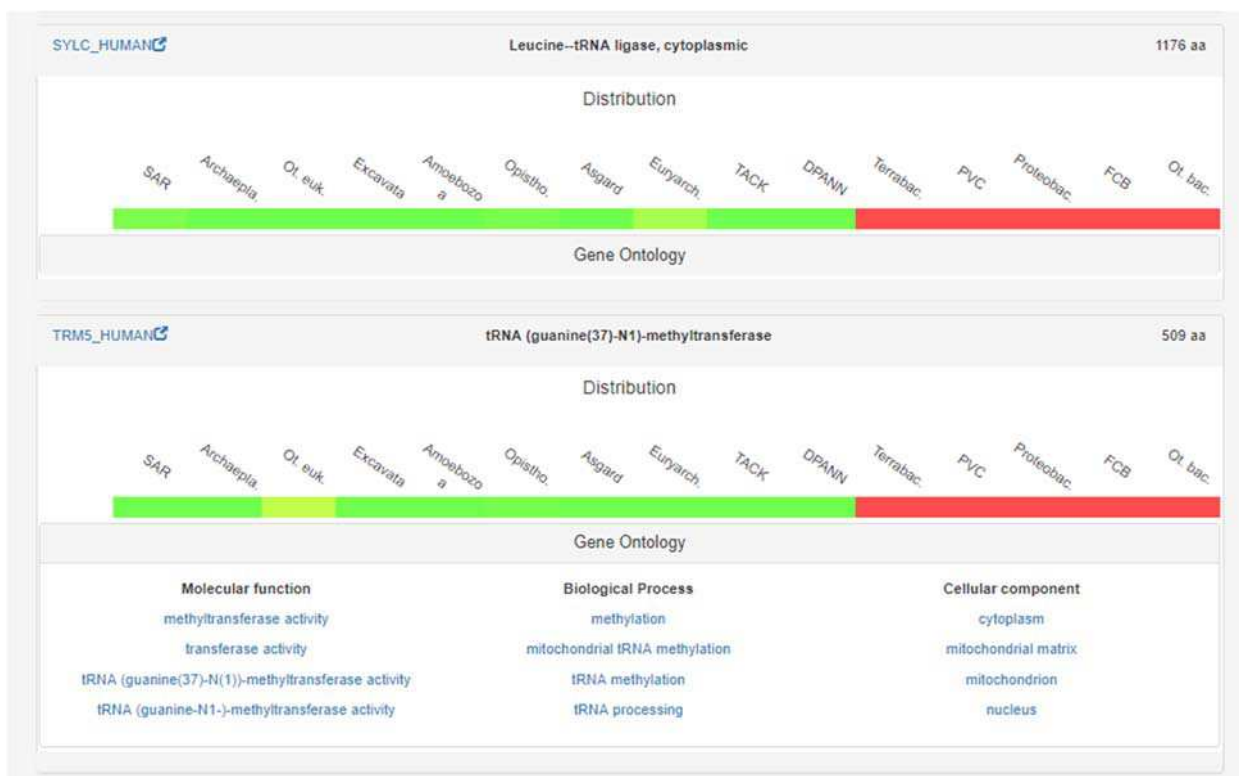 SYLC_HUMAN Leucine--tRNA ligase, cytoplasmic 1176 aa
Distribution
SAR Archaepla. Ot. euk. Excavata Amoebozoa Opistho. Asgard Euryarch. TACK DPANN Terrabac. PVC Proteobac. FCB Ot. bac.
Gene Ontology
TRM5_HUMAN tRNA (guanine(37)-N1)-methyltransferase 509 aa
Distribution
SAR Archaepla. Ot. euk. Excavata Amoebozoa Opistho. Asgard Euryarch. TACK DPANN Terrabac. PVC Proteobac. FCB Ot. bac.
Gene Ontology
Molecular function Biological Process Cellular component
methyltransferase activity methylation cytoplasm
transferase activity mitochondrial tRNA methylation mitochondrial matrix
tRNA (guanine(37)-N(1))-methyltransferase activity tRNA methylation mitochondrion
tRNA (guanine-N1-)-methyltransferase activity tRNA processing nucleus